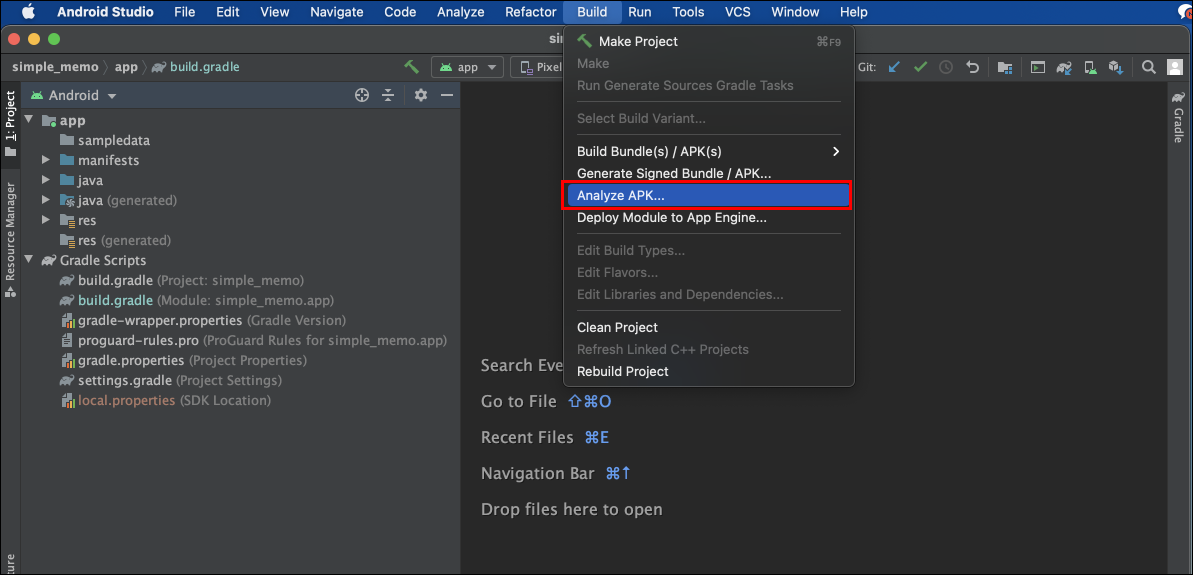 Android Studio File Edit View Navigate Code Analyze Refactor Build Run Tools VCS Window Help
simple_memo app build.gradle app Pixel Git:
1: Project
Resource Manager
Android
app
sampledata
manifests
java
java (generated)
res
res (generated)
Gradle Scripts
build.gradle (Project: simple_memo)
build.gradle (Module: simple_memo.app)
gradle-wrapper.properties (Gradle Version)
proguard-rules.pro (ProGuard Rules for simple_memo.app)
gradle.properties (Project Properties)
settings.gradle (Project Settings)
local.properties (SDK Location)
Make Project ⌘F9
Make
Run Generate Sources Gradle Tasks
Select Build Variant...
Build Bundle(s) / APK(s)
Generate Signed Bundle / APK...
Analyze APK...
Deploy Module to App Engine...
Edit Build Types...
Edit Flavors...
Edit Libraries and Dependencies...
Clean Project
Refresh Linked C++ Projects
Rebuild Project
Search Eve
Go to File ⇧⌘O
Recent Files ⌘E
Navigation Bar ⌘↑
Drop files here to open
Gradle